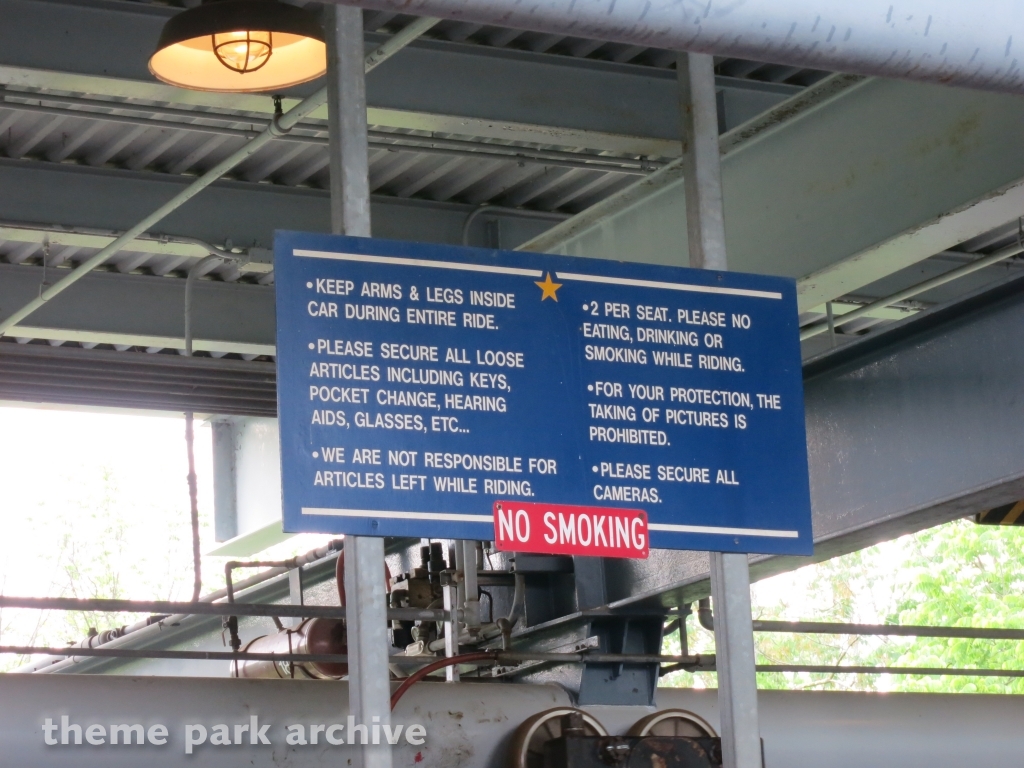 •KEEP ARMS & LEGS INSIDE
CAR DURING ENTIRE RIDE.
•PLEASE SECURE ALL LOOSE
ARTICLES INCLUDING KEYS,
POCKET CHANGE, HEARING
AIDS, GLASSES, ETC...
•WE ARE NOT RESPONSIBLE FOR
ARTICLES LEFT WHILE RIDING.
•2 PER SEAT. PLEASE NO
EATING, DRINKING OR
SMOKING WHILE RIDING.
•FOR YOUR PROTECTION, THE
TAKING OF PICTURES IS
PROHIBITED.
•PLEASE SECURE ALL
CAMERAS.
NO SMOKING
theme park archive